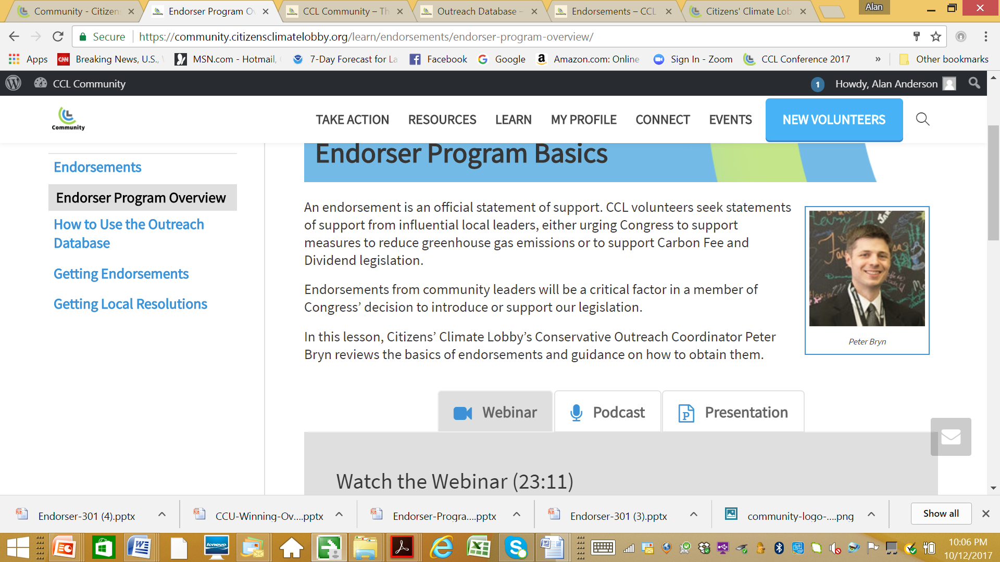 Community - Citizen
Endorser Program O
CCL Community – Th
Outreach Database –
Endorsements – CCL
Citizens' Climate Lob
Alan
Secure
https://community.citizensclimatelobby.org/learn/endorsements/endorser-program-overview/
Apps
CNN
Breaking News, U.S.,
MSN.com - Hotmail,
7-Day Forecast for La
Facebook
Google
Amazon.com: Online
Sign In - Zoom
CCL Conference 2017
»
Other bookmarks
CCL Community
1
Howdy, Alan Anderson
Community
TAKE ACTION
RESOURCES
LEARN
MY PROFILE
CONNECT
EVENTS
NEW VOLUNTEERS
Endorsements
Endorser Program Overview
How to Use the Outreach
Database
Getting Endorsements
Getting Local Resolutions
Endorser Program Basics
An endorsement is an official statement of support. CCL volunteers seek statements
of support from influential local leaders, either urging Congress to support
measures to reduce greenhouse gas emissions or to support Carbon Fee and
Dividend legislation.
Endorsements from community leaders will be a critical factor in a member of
Congress’ decision to introduce or support our legislation.
In this lesson, Citizens’ Climate Lobby’s Conservative Outreach Coordinator Peter
Bryn reviews the basics of endorsements and guidance on how to obtain them.
Peter Bryn
Webinar
Podcast
Presentation
Watch the Webinar (23:11)
Endorser-301 (4).pptx
CCU-Winning-Ov....pptx
Endorser-Progra....pptx
Endorser-301 (3).pptx
community-logo-....png
Show all
lenovo
10:06 PM
10/12/2017